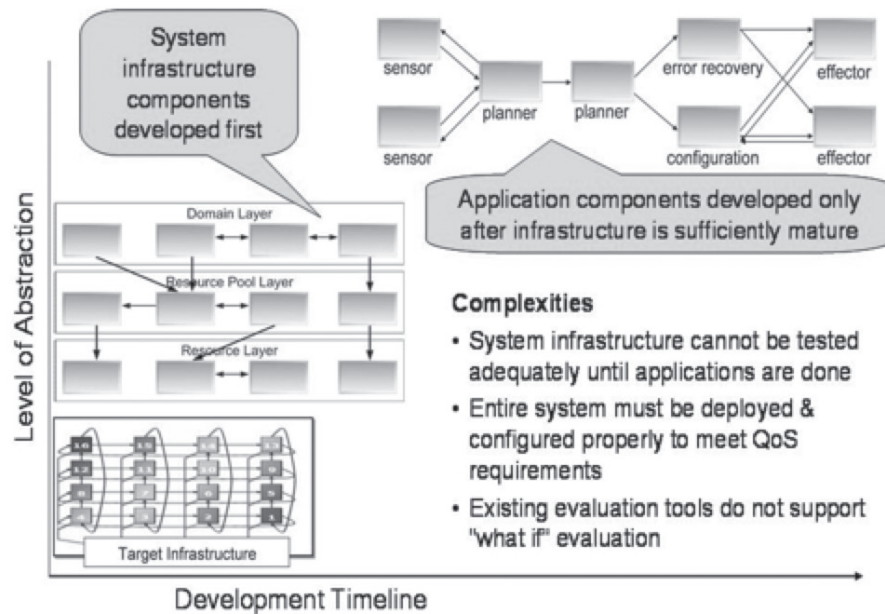 System
infrastructure
components
developed first
sensor
sensor
planner
planner
error recovery
configuration
effector
effector
Application components developed only
after infrastructure is sufficiently mature
Domain Layer
Resource Pool Layer
Resource Layer
Target Infrastructure
Complexities
• System infrastructure cannot be tested
adequately until applications are done
• Entire system must be deployed &
configured properly to meet QoS
requirements
• Existing evaluation tools do not support
"what if" evaluation
Level of Abstraction
Development Timeline